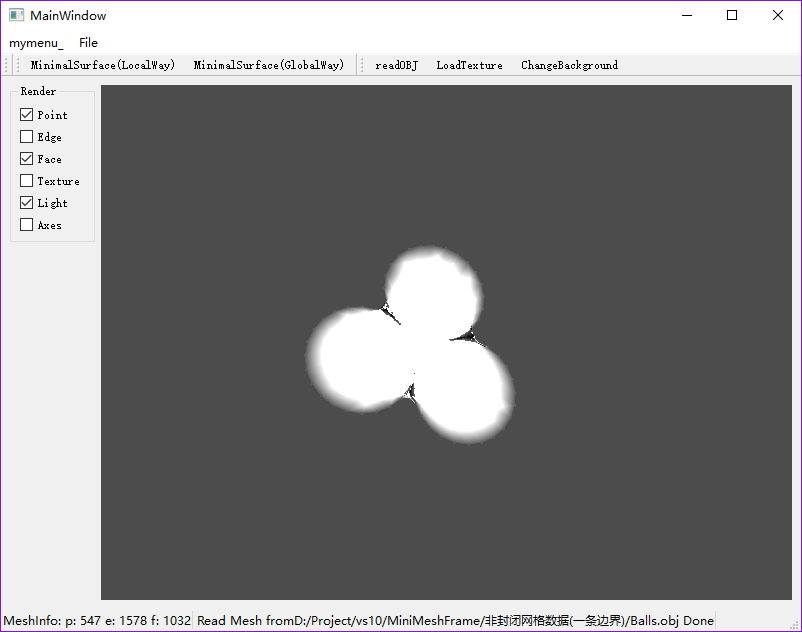 MainWindow
mymenu_ File
MinimalSurface(LocalWay) MinimalSurface(GlobalWay) readOBJ LoadTexture ChangeBackground
Render
Point
Edge
Face
Texture
Light
Axes
MeshInfo: p: 547 e: 1578 f: 1032 Read Mesh fromD:/Project/vs10/MiniMeshFrame/非封闭网格数据(一条边界)/Balls.obj Done